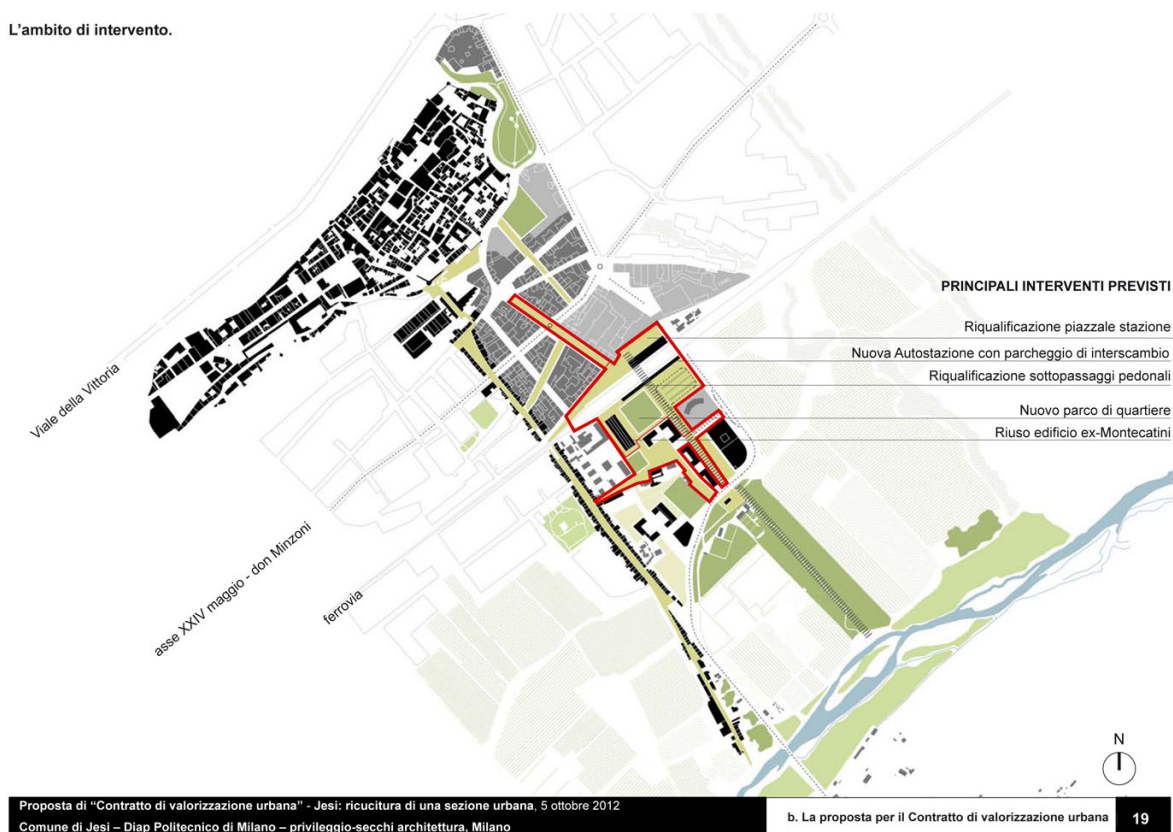 L'ambito di intervento.
PRINCIPALI INTERVENTI PREVISTI
Riqualificazione piazzale stazione
Nuova Autostazione con parcheggio di interscambio
Riqualificazione sottopassaggi pedonali
Nuovo parco di quartiere
Riuso edificio ex-Montecatini
Viale della Vittoria
asse XXIV maggio - don Minzoni
ferrovia
N
Proposta di “Contratto di valorizzazione urbana” - Jesi: ricucitura di una sezione urbana, 5 ottobre 2012
Comune di Jesi – Diap Politecnico di Milano – privileggio-secchi architettura, Milano
b. La proposta per il Contratto di valorizzazione urbana
19